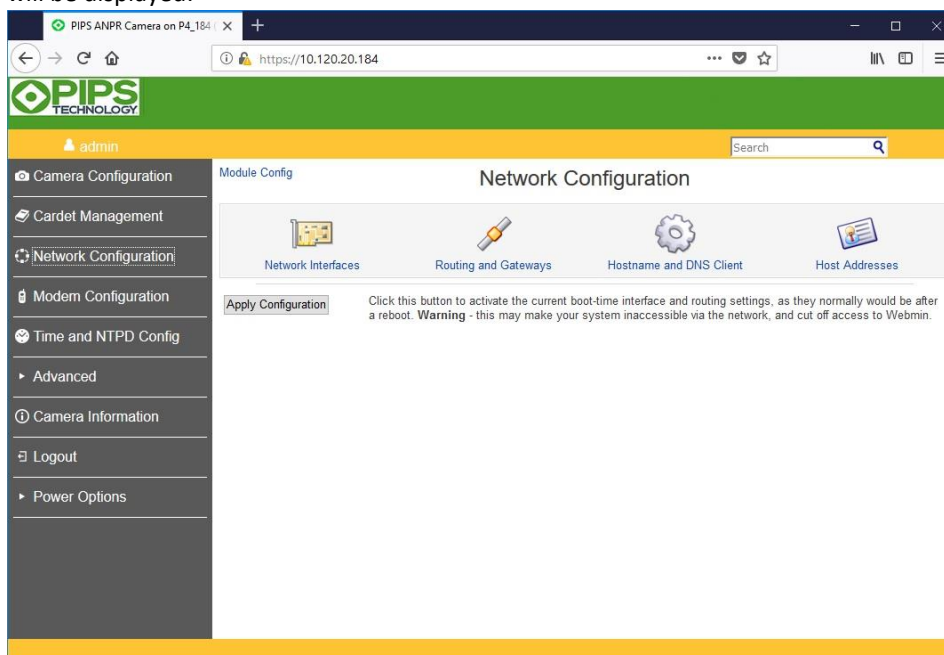 will be displayed.
PIPS ANPR Camera on P4_184 (
https://10.120.20.184
PIPS
TECHNOLOGY
admin
Search
Camera Configuration
Cardet Management
Network Configuration
Modem Configuration
Time and NTPD Config
Advanced
Camera Information
Logout
Power Options
Module Config
Network Configuration
Network Interfaces
Routing and Gateways
Hostname and DNS Client
Host Addresses
Apply Configuration
Click this button to activate the current boot-time interface and routing settings, as they normally would be after
a reboot. Warning - this may make your system inaccessible via the network, and cut off access to Webmin.